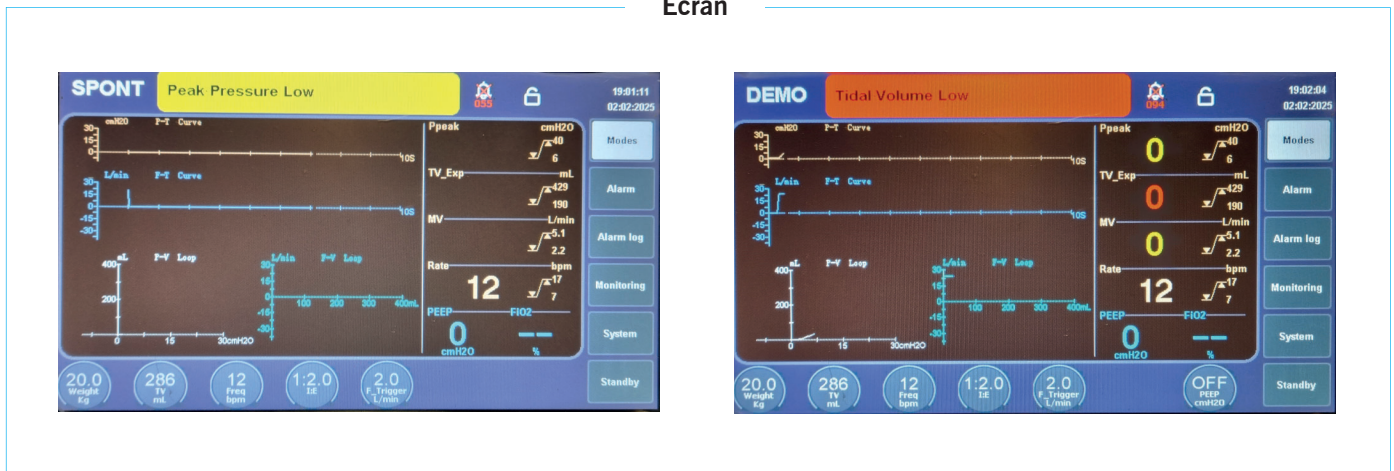 Ecran
SPONT
Peak Pressure Low
055
19:01:11
02:02:2025
cmH20 P-T Curve
30
15
0
10S
L/min F-T Curve
30
15
0
-15
-30
10S
mL P-V Loop
400
200
0 15 30cmH2O
L/min F-V Loop
30
15
0
-15
-30
100 200 300 400mL
Ppeak cmH2O
40
6
TV_Exp mL
429
190
MV L/min
5.1
2.2
Rate bpm
12
17
7
PEEP FIO2
0 --
cmH2O %
Modes
Alarm
Alarm log
Monitoring
System
Standby
20.0
Weight
Kg
286
TV
mL
12
Freq
bpm
1:2.0
I:E
2.0
F_Trigger
L/min
DEMO
Tidal Volume Low
094
19:02:04
02:02:2025
cmH20 P-T Curve
30
15
0
10S
L/min F-T Curve
30
15
0
-15
-30
10S
mL P-V Loop
400
200
0 15 30cmH2O
L/min F-V Loop
30
15
0
-15
-30
100 200 300 400mL
Ppeak cmH2O
0
40
6
TV_Exp mL
0
429
190
MV L/min
0
5.1
2.2
Rate bpm
12
17
7
PEEP FIO2
0 --
cmH2O %
Modes
Alarm
Alarm log
Monitoring
System
Standby
20.0
Weight
Kg
286
TV
mL
12
Freq
bpm
1:2.0
I:E
2.0
F_Trigger
L/min
OFF
PEEP
cmH2O